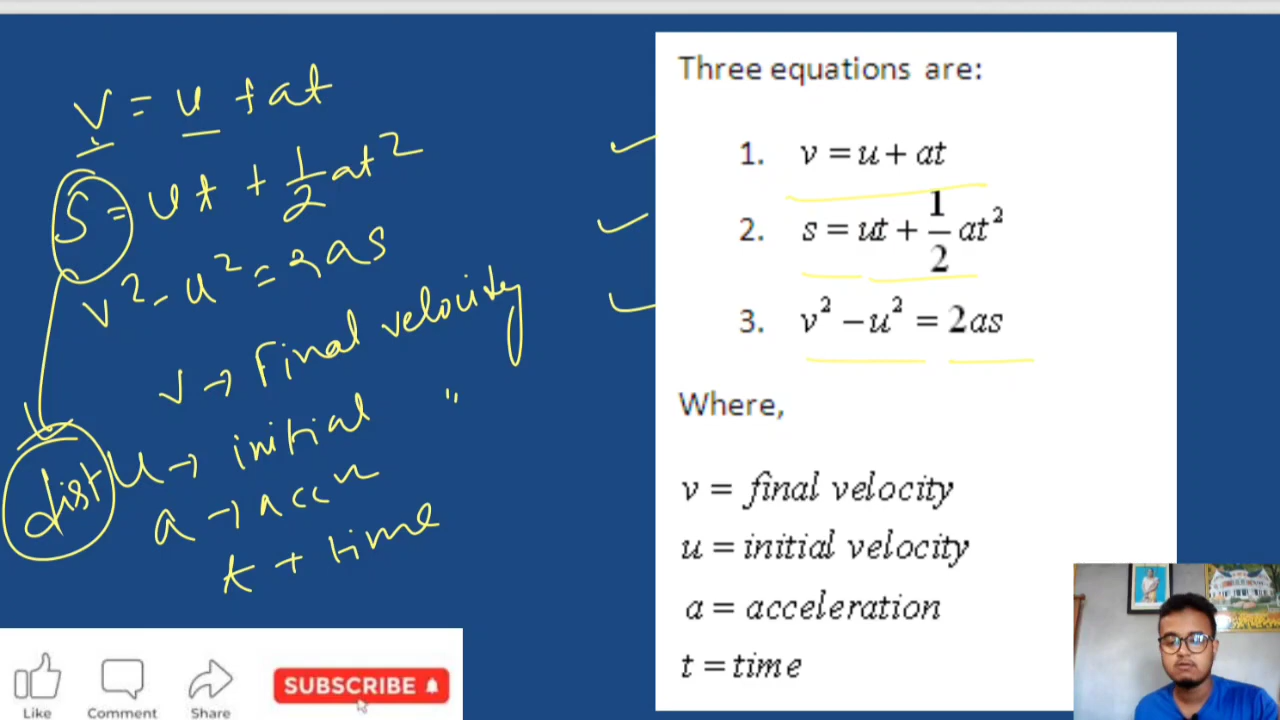 v = u + at
S = ut + 1/2 at²
v² - u² = 2as
v → Final velocity
u → initial "
dist
a → accⁿ
t → time
Three equations are:
1. v = u + at
2. s = ut + 1/2 at²
3. v² − u² = 2as
Where,
v = final velocity
u = initial velocity
a = acceleration
t = time
Like
Comment
Share
SUBSCRIBE